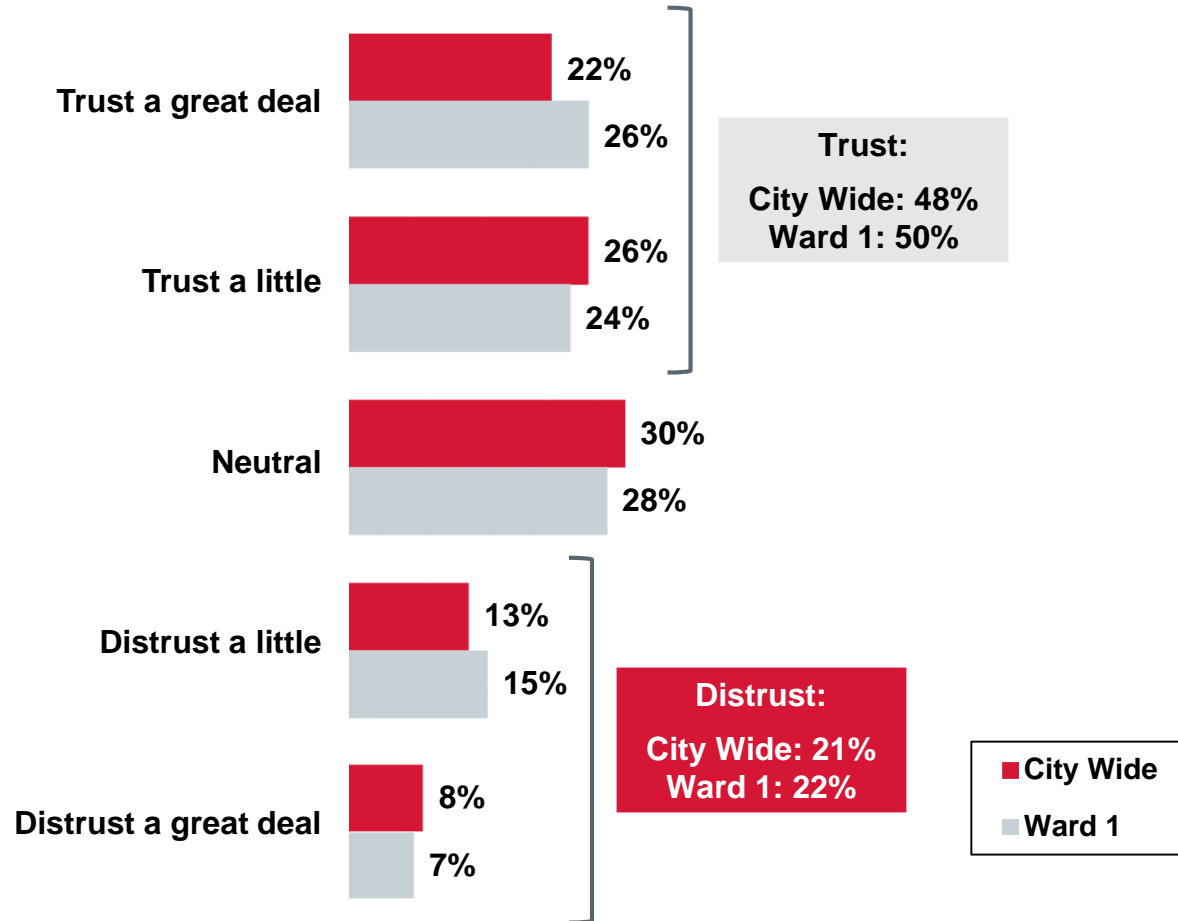 Trust a great deal
22%
26%
Trust a little
26%
24%
Trust:
City Wide: 48%
Ward 1: 50%
Neutral
30%
28%
Distrust a little
13%
15%
Distrust a great deal
8%
7%
Distrust:
City Wide: 21%
Ward 1: 22%
City Wide
Ward 1